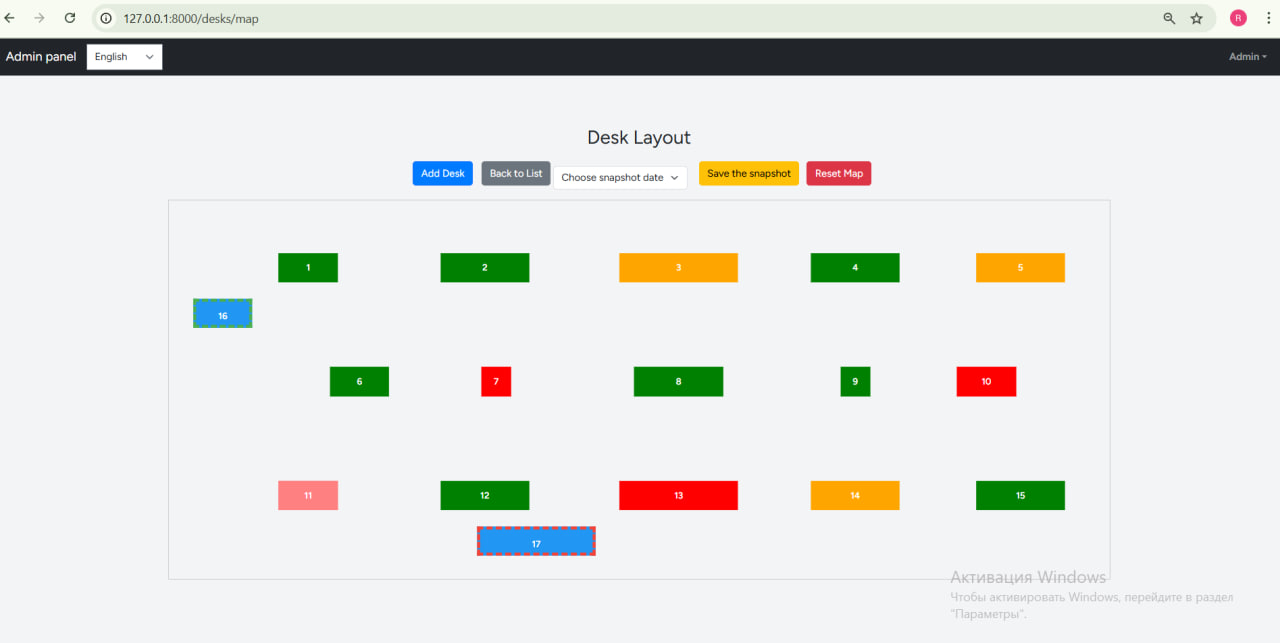 127.0.0.1:8000/desks/map
R
Admin panel English Admin
Desk Layout
Add Desk Back to List Choose snapshot date Save the snapshot Reset Map
1 2 3 4 5
16
6 7 8 9 10
11 12 13 14 15
17
Активация Windows
Чтобы активировать Windows, перейдите в раздел
"Параметры".